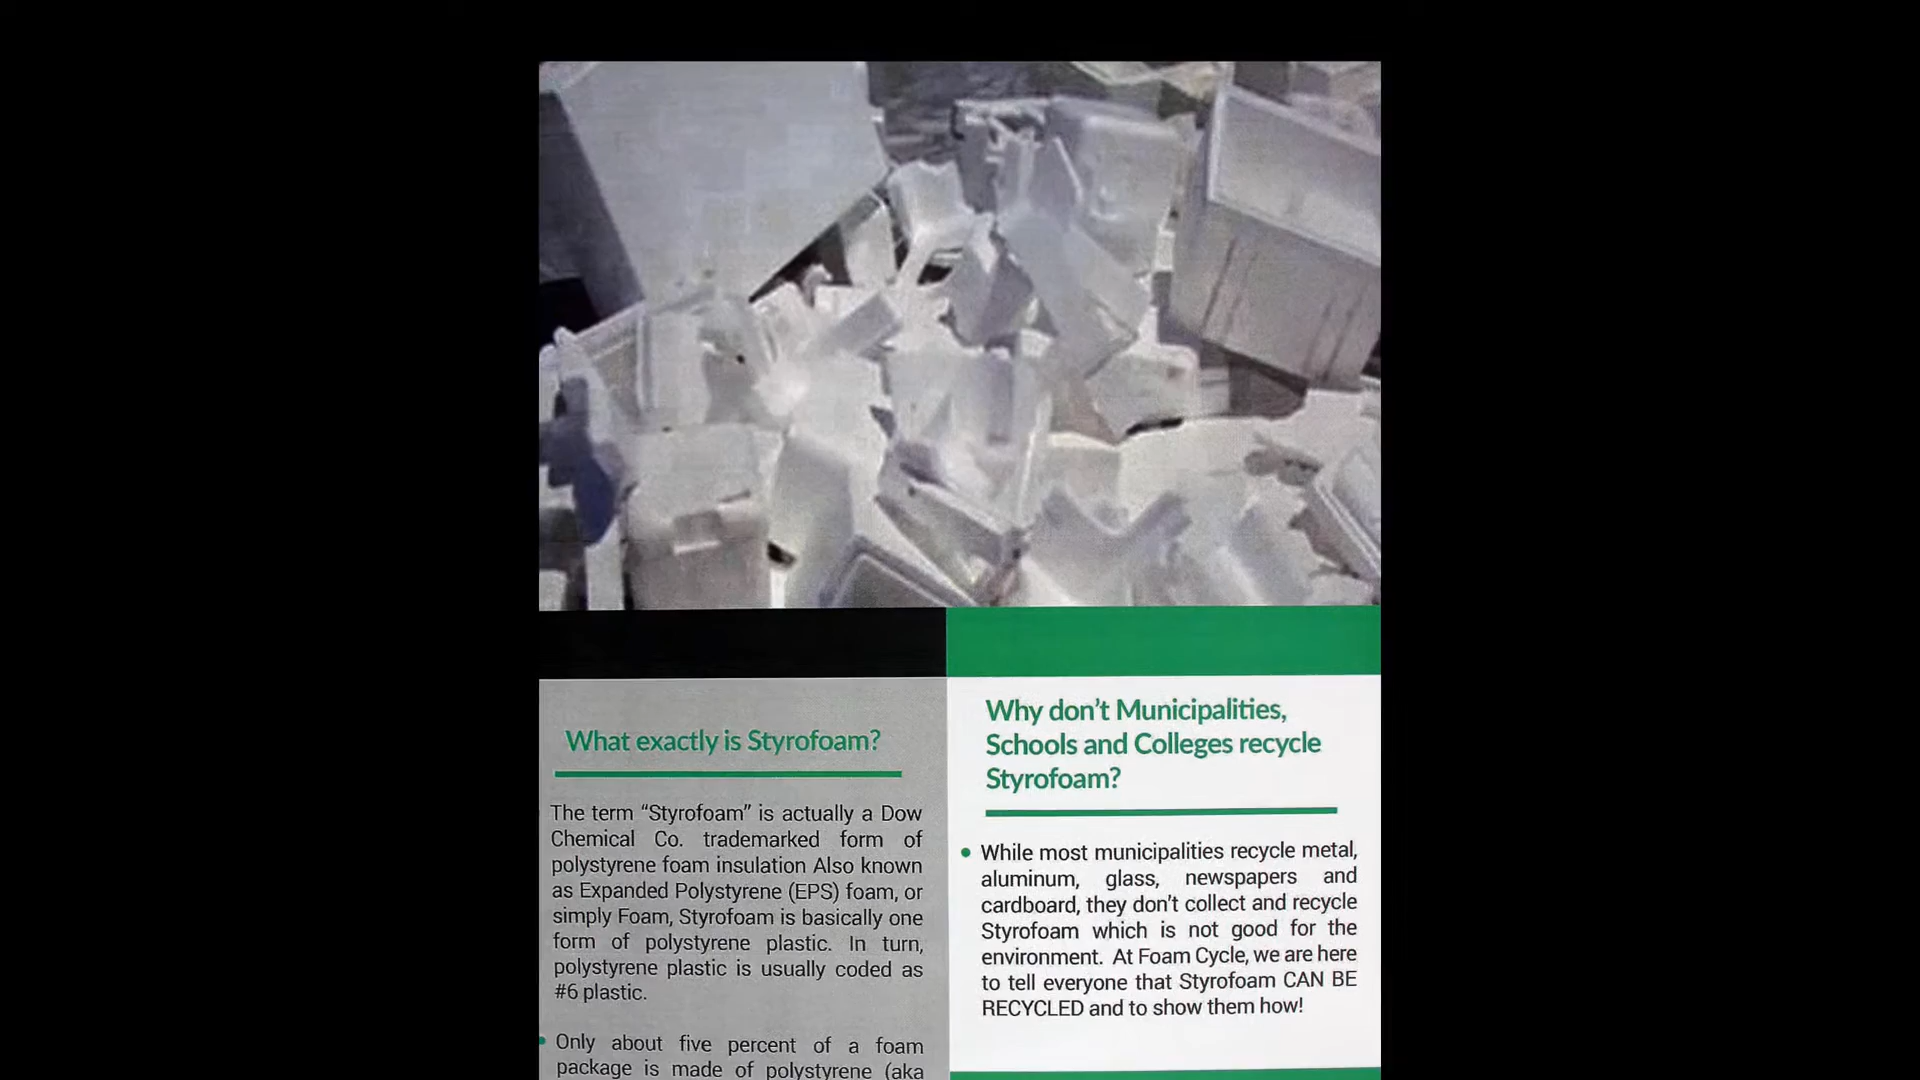 What exactly is Styrofoam?
The term “Styrofoam” is actually a Dow
Chemical Co. trademarked form of
polystyrene foam insulation Also known
as Expanded Polystyrene (EPS) foam, or
simply Foam, Styrofoam is basically one
form of polystyrene plastic. In turn,
polystyrene plastic is usually coded as
#6 plastic.
Only about five percent of a foam
package is made of polystyrene (aka
Why don’t Municipalities,
Schools and Colleges recycle
Styrofoam?
While most municipalities recycle metal,
aluminum, glass, newspapers and
cardboard, they don’t collect and recycle
Styrofoam which is not good for the
environment. At Foam Cycle, we are here
to tell everyone that Styrofoam CAN BE
RECYCLED and to show them how!